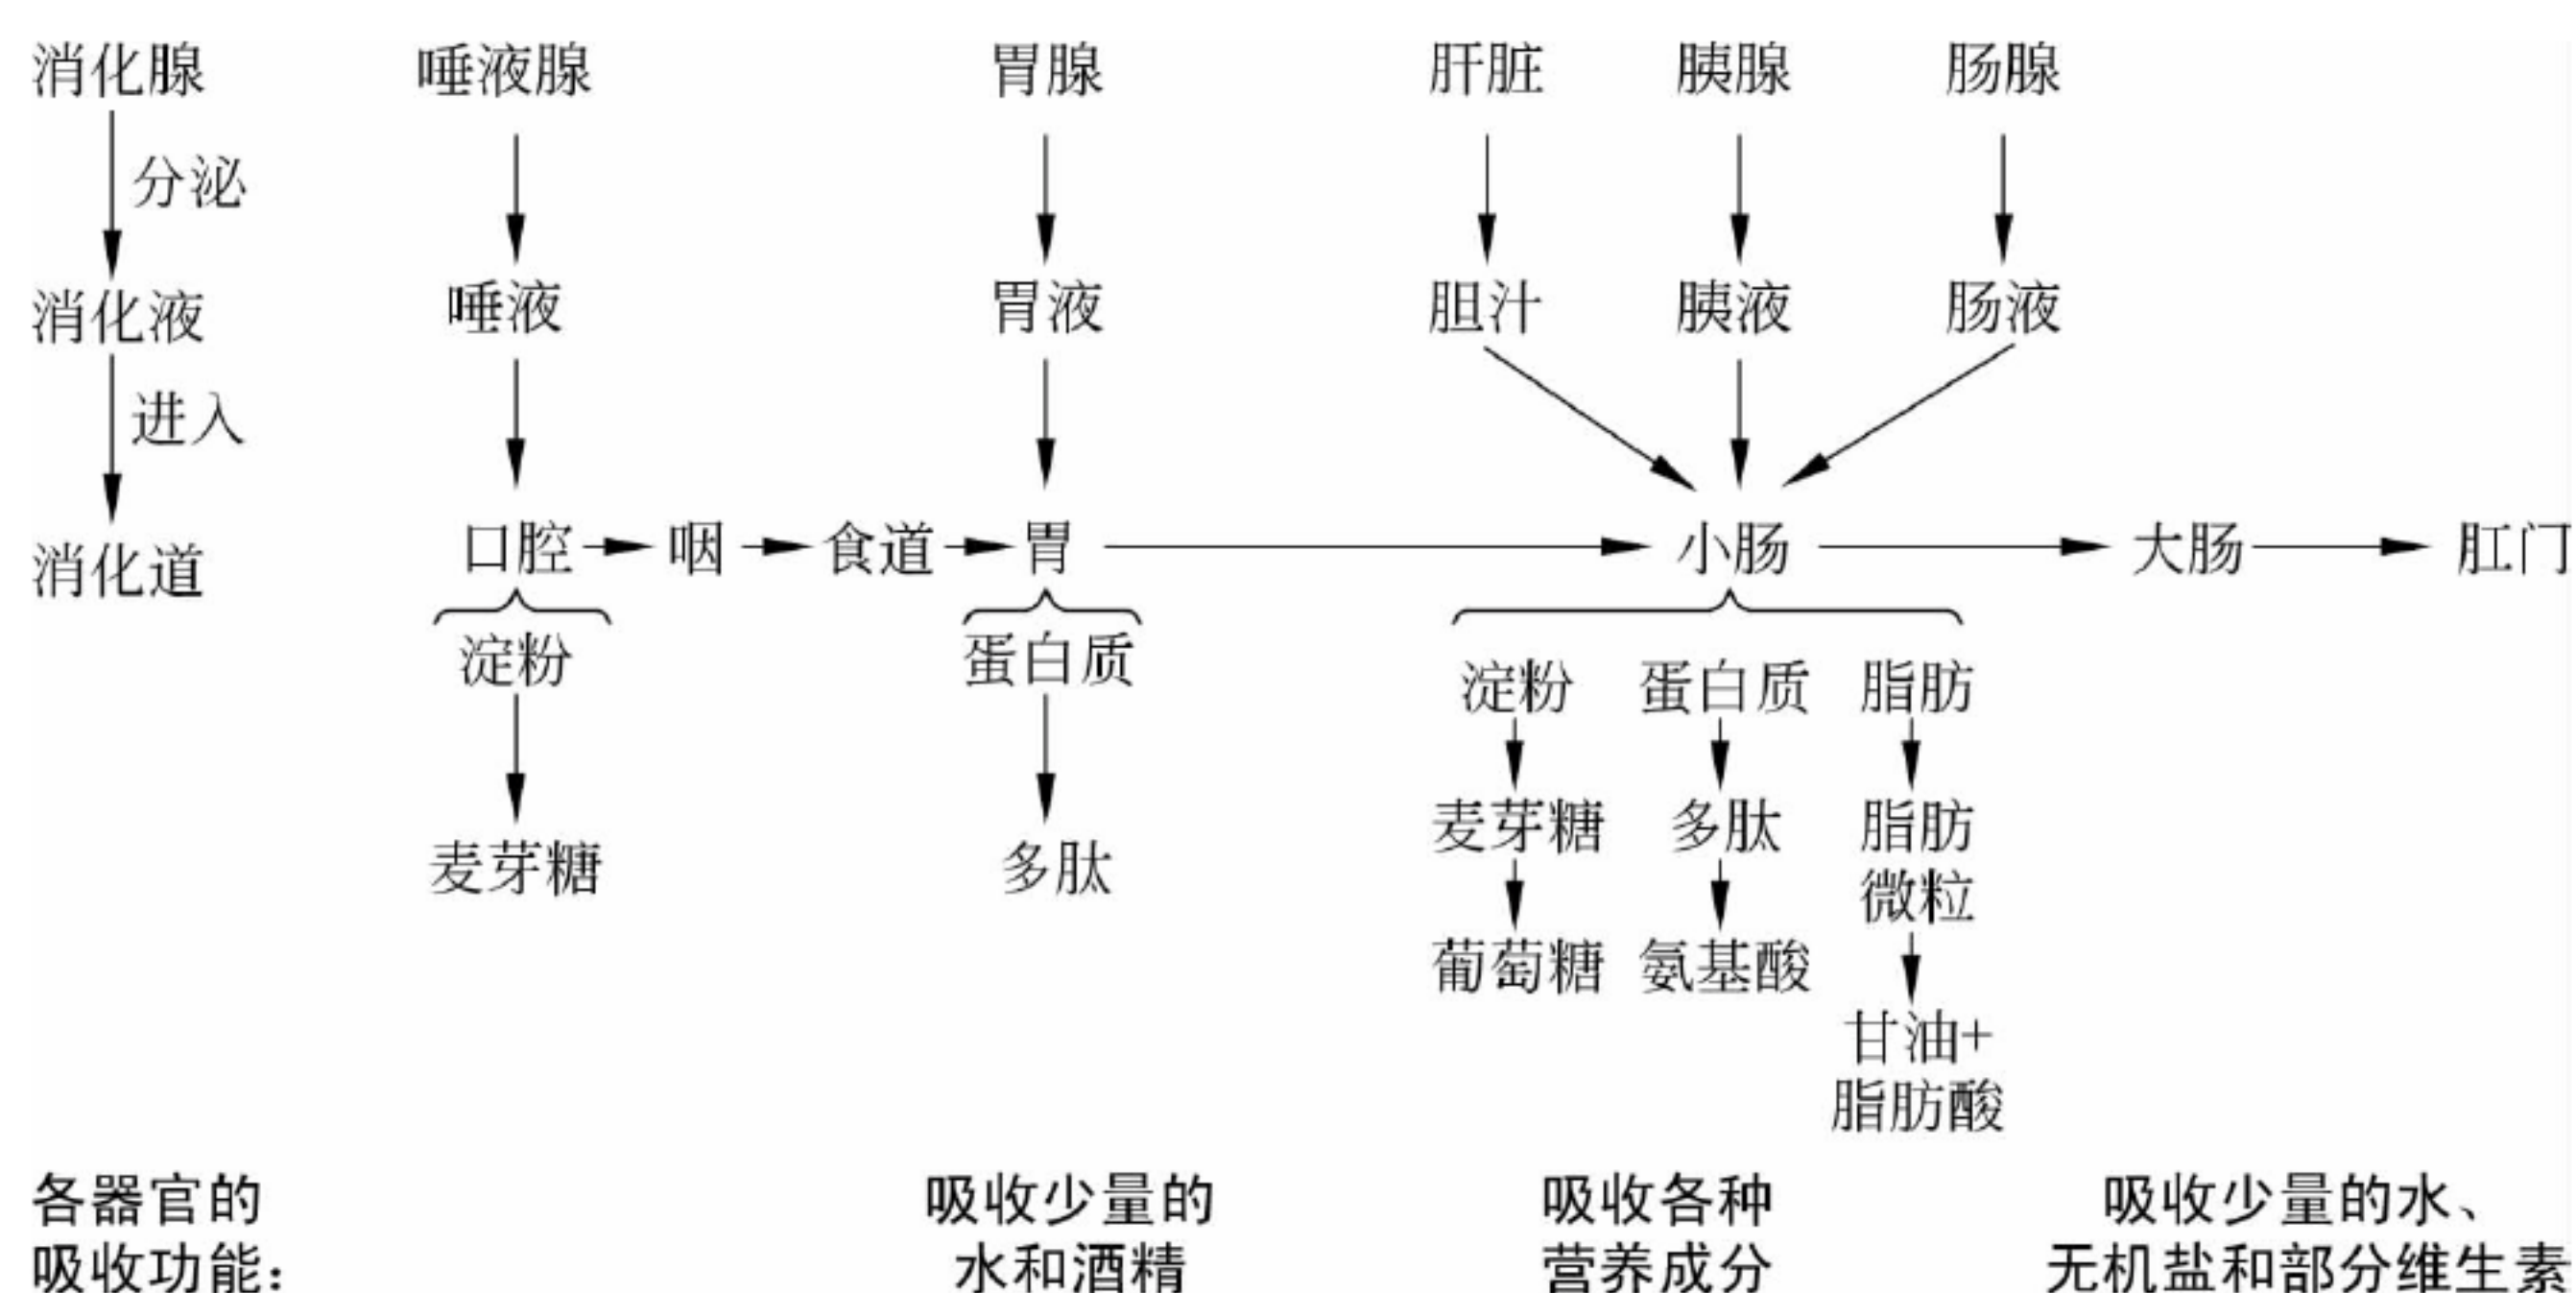 消化腺 唾液腺 胃腺 肝脏 胰腺 肠腺
分泌
消化液 唾液 胃液 胆汁 胰液 肠液
进入
消化道 口腔 咽 食道 胃 小肠 大肠 肛门
淀粉 蛋白质 淀粉 蛋白质 脂肪
麦芽糖 多肽 麦芽糖 多肽 脂肪
微粒
葡萄糖 氨基酸
甘油+
脂肪酸
各器官的 吸收少量的 吸收各种 吸收少量的水、
吸收功能： 水和酒精 营养成分 无机盐和部分维生素